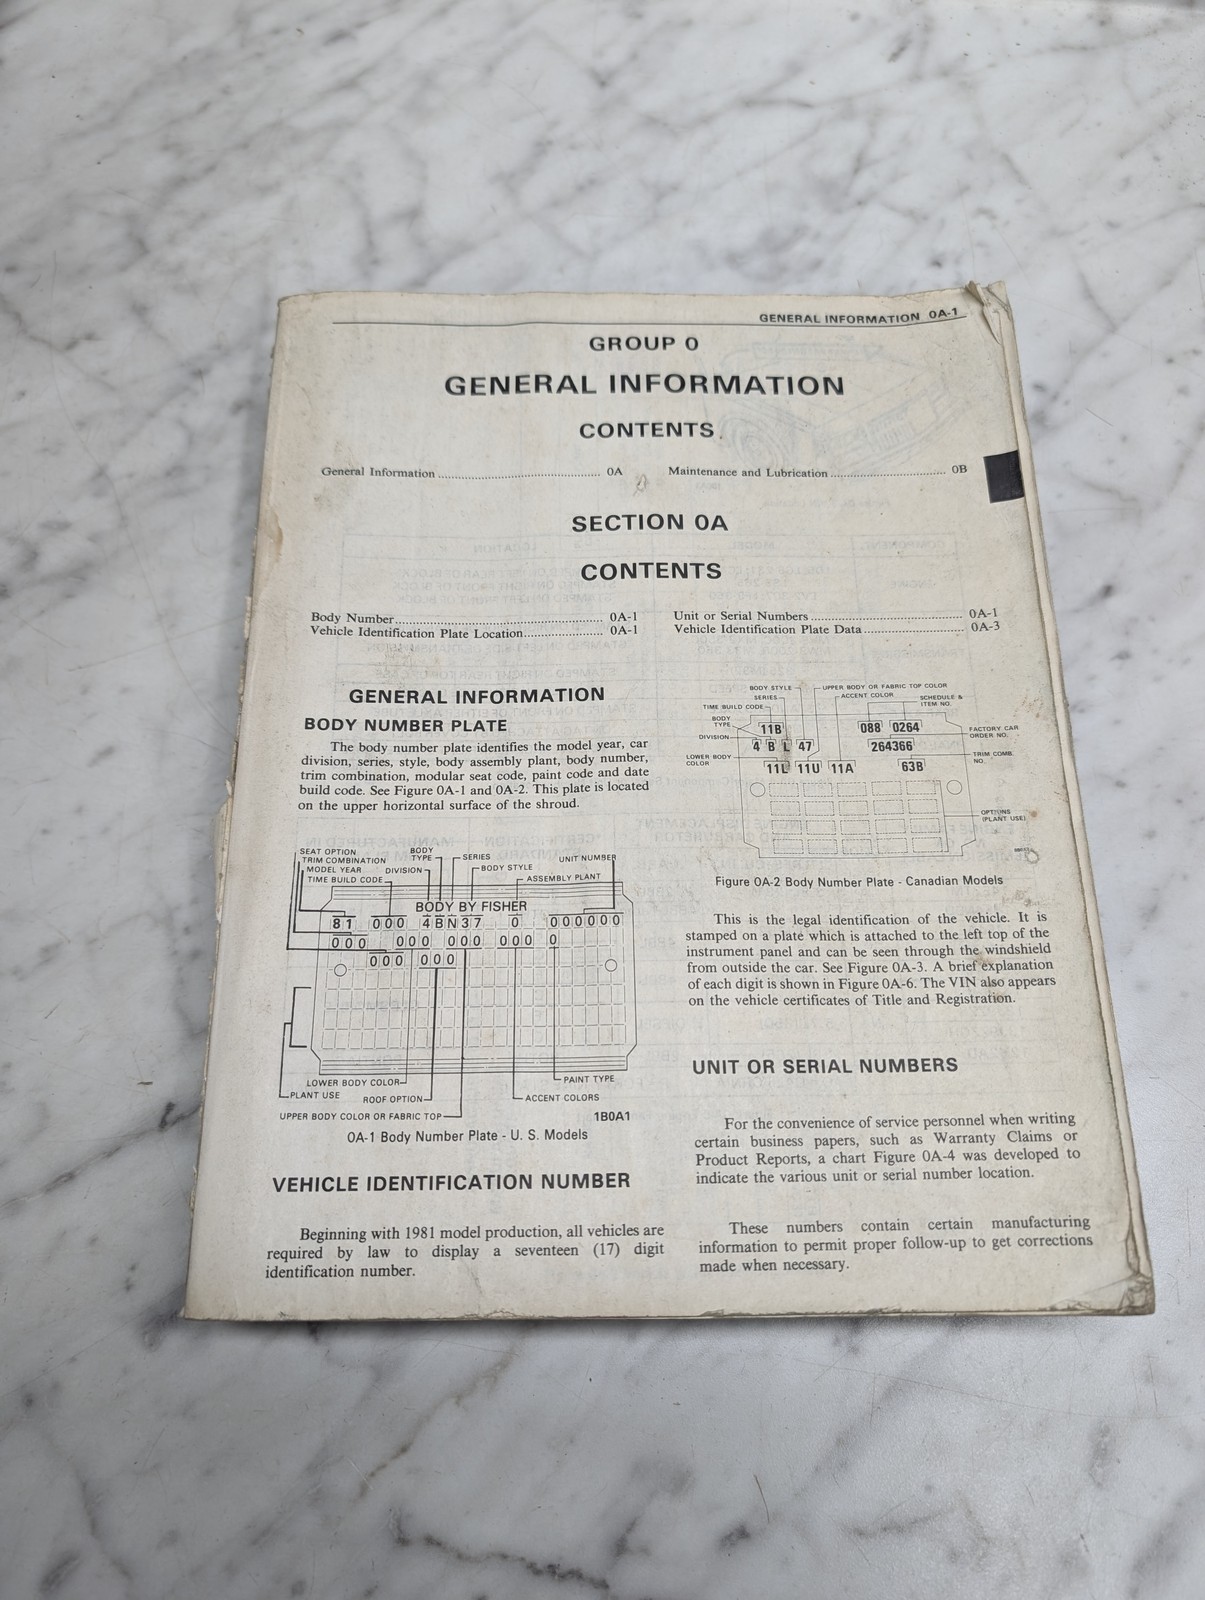 GENERAL INFORMATION 0A-1
GROUP 0
GENERAL INFORMATION
CONTENTS
General Information ............................................ 0A
Maintenance and Lubrication ................................ 0B
SECTION 0A
CONTENTS
Body Number......................................................... 0A-1
Vehicle Identification Plate Location...................... 0A-1
Unit or Serial Numbers .......................................... 0A-1
Vehicle Identification Plate Data ............................ 0A-3
GENERAL INFORMATION
BODY NUMBER PLATE
The body number plate identifies the model year, car
division, series, style, body assembly plant, body number,
trim combination, modular seat code, paint code and date
build code. See Figure 0A-1 and 0A-2. This plate is located
on the upper horizontal surface of the shroud.
SEAT OPTION
TRIM COMBINATION
MODEL YEAR
TIME BUILD CODE
DIVISION
BODY
TYPE
SERIES
BODY STYLE
ASSEMBLY PLANT
UNIT NUMBER
BODY BY FISHER
81 000 4BN37 0 000000
000 000 000 000 0
000 000
LOWER BODY COLOR
PLANT USE
ROOF OPTION
UPPER BODY COLOR OR FABRIC TOP
PAINT TYPE
ACCENT COLORS
1B0A1
0A-1 Body Number Plate - U. S. Models
VEHICLE IDENTIFICATION NUMBER
Beginning with 1981 model production, all vehicles are
required by law to display a seventeen (17) digit
identification number.
BODY STYLE
UPPER BODY OR FABRIC TOP COLOR
SERIES
ACCENT COLOR
SCHEDULE &
ITEM NO.
TIME BUILD CODE
BODY
TYPE
DIVISION
LOWER BODY
COLOR
11B 088 0264
4 B L 47 264366
11L 11U 11A 63B
FACTORY CAR
ORDER NO.
TRIM COMB.
NO.
OPTIONS
(PLANT USE)
Figure 0A-2 Body Number Plate - Canadian Models
This is the legal identification of the vehicle. It is
stamped on a plate which is attached to the left top of the
instrument panel and can be seen through the windshield
from outside the car. See Figure 0A-3. A brief explanation
of each digit is shown in Figure 0A-6. The VIN also appears
on the vehicle certificates of Title and Registration.
UNIT OR SERIAL NUMBERS
For the convenience of service personnel when writing
certain business papers, such as Warranty Claims or
Product Reports, a chart Figure 0A-4 was developed to
indicate the various unit or serial number location.
These numbers contain certain manufacturing
information to permit proper follow-up to get corrections
made when necessary.